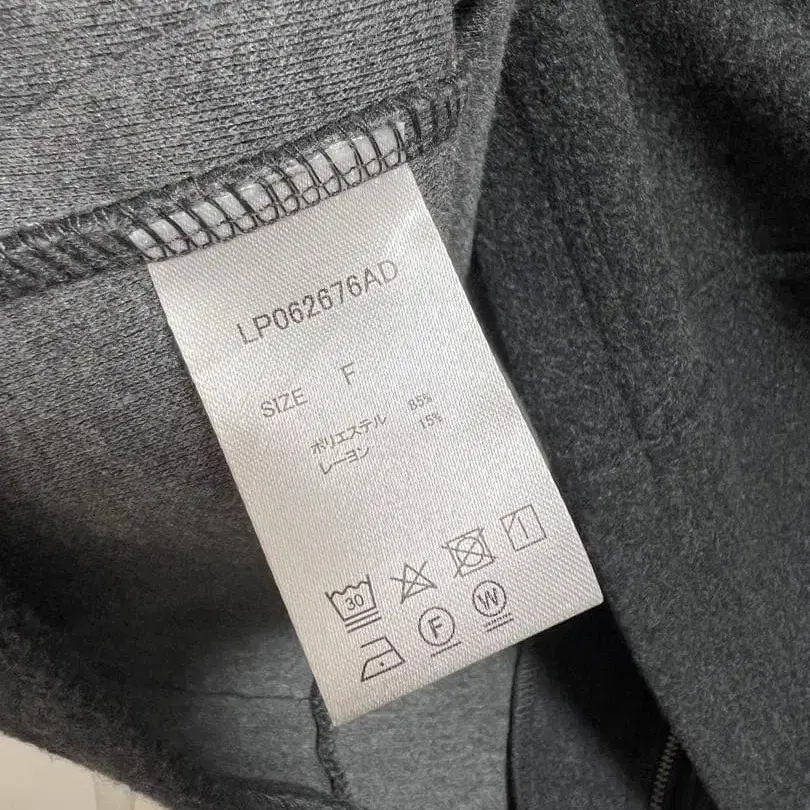 LP062676AD
SIZE F
ポリエステル 85%
レーヨン 15%
30
F W